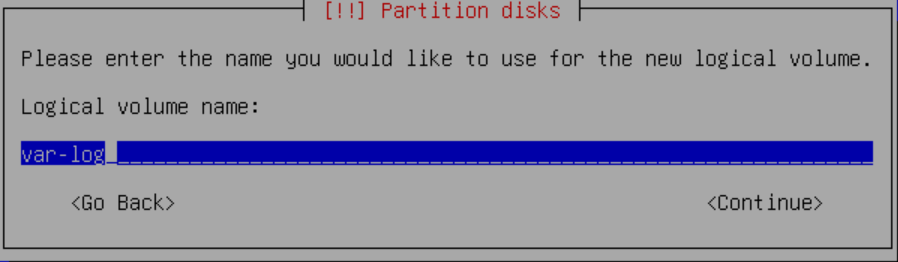 [!!] Partition disks
Please enter the name you would like to use for the new logical volume.
Logical volume name:
var-log
<Go Back> <Continue>